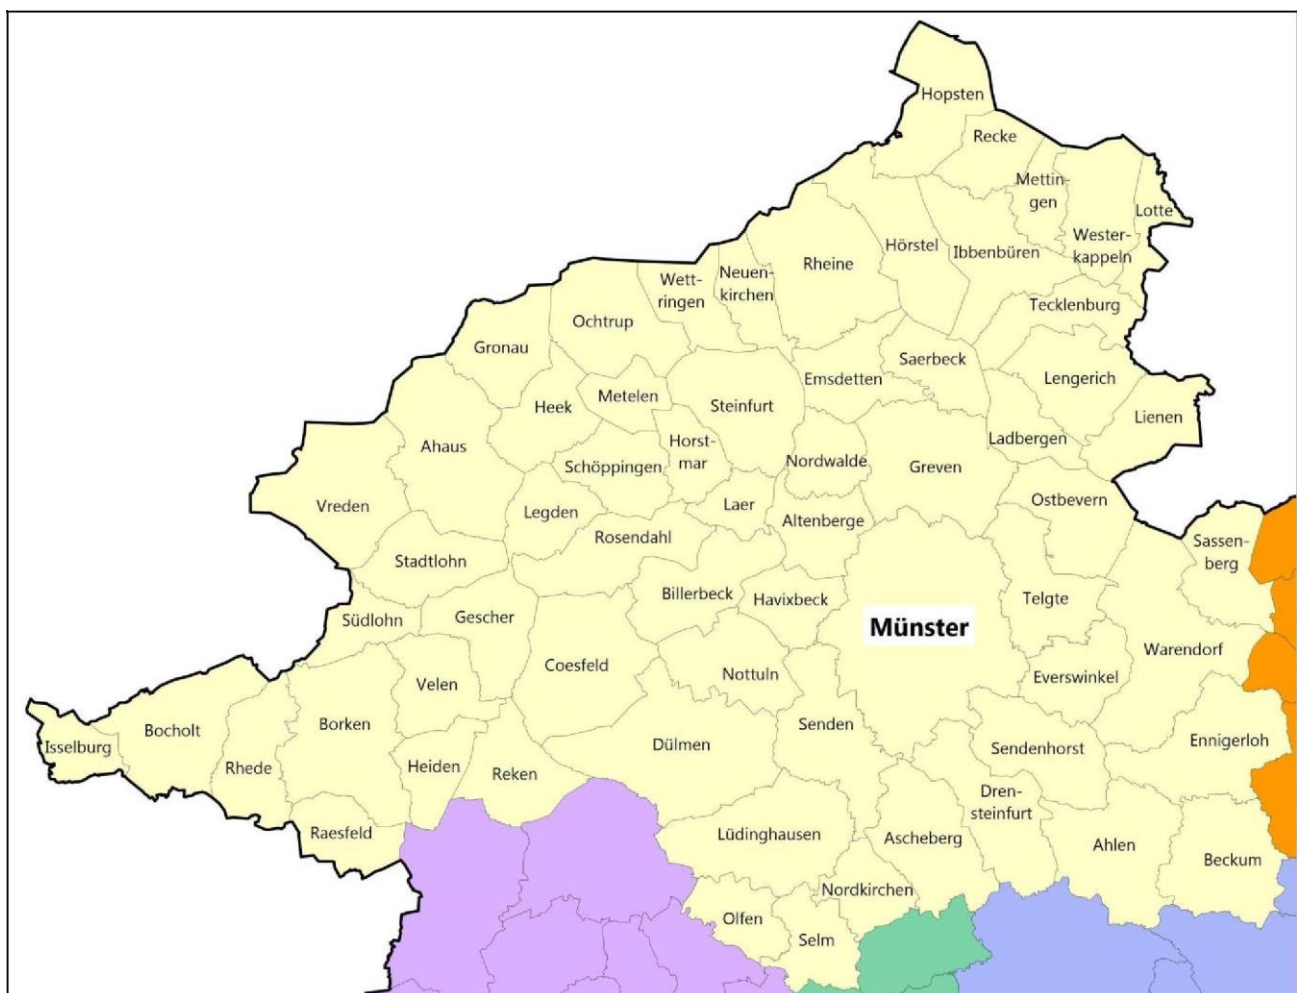 Hopsten
Recke
Mettin-
gen
Lotte
Wester-
kappeln
Hörstel
Ibbenbüren
Rheine
Neuen-
kirchen
Wett-
ringen
Tecklenburg
Ochtrup
Gronau
Saerbeck
Emsdetten
Lengerich
Metelen
Heek
Steinfurt
Lienen
Ahaus
Horst-
mar
Ladbergen
Schöppingen
Nordwalde
Greven
Vreden
Legden
Laer
Ostbevern
Altenberge
Rosendahl
Sassen-
berg
Stadtlohn
Billerbeck
Havixbeck
Telgte
Südlohn
Gescher
Münster
Warendorf
Coesfeld
Nottuln
Everswinkel
Velen
Bocholt
Borken
Senden
Isselburg
Dülmen
Sendenhorst
Ennigerloh
Rhede
Heiden
Reken
Dren-
steinfurt
Raesfeld
Lüdinghausen
Ascheberg
Ahlen
Beckum
Nordkirchen
Olfen
Selm